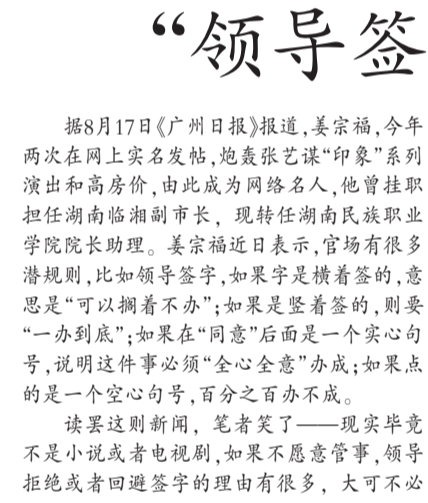 “领导签
据8月17日《广州日报》报道，姜宗福，今年
两次在网上实名发帖，炮轰张艺谋“印象”系列
演出和高房价，由此成为网络名人，他曾挂职
担任湖南临湘副市长，现转任湖南民族职业
学院院长助理。姜宗福近日表示，官场有很多
潜规则，比如领导签字，如果字是横着签的，意
思是“可以搁着不办”；如果是竖着签的，则要
“一办到底”；如果在“同意”后面是一个实心句
号，说明这件事必须“全心全意”办成；如果点
的是一个空心句号，百分之百办不成。
读罢这则新闻，笔者笑了——现实毕竟
不是小说或者电视剧，如果不愿意管事，领导
拒绝或者回避签字的理由有很多，大可不必